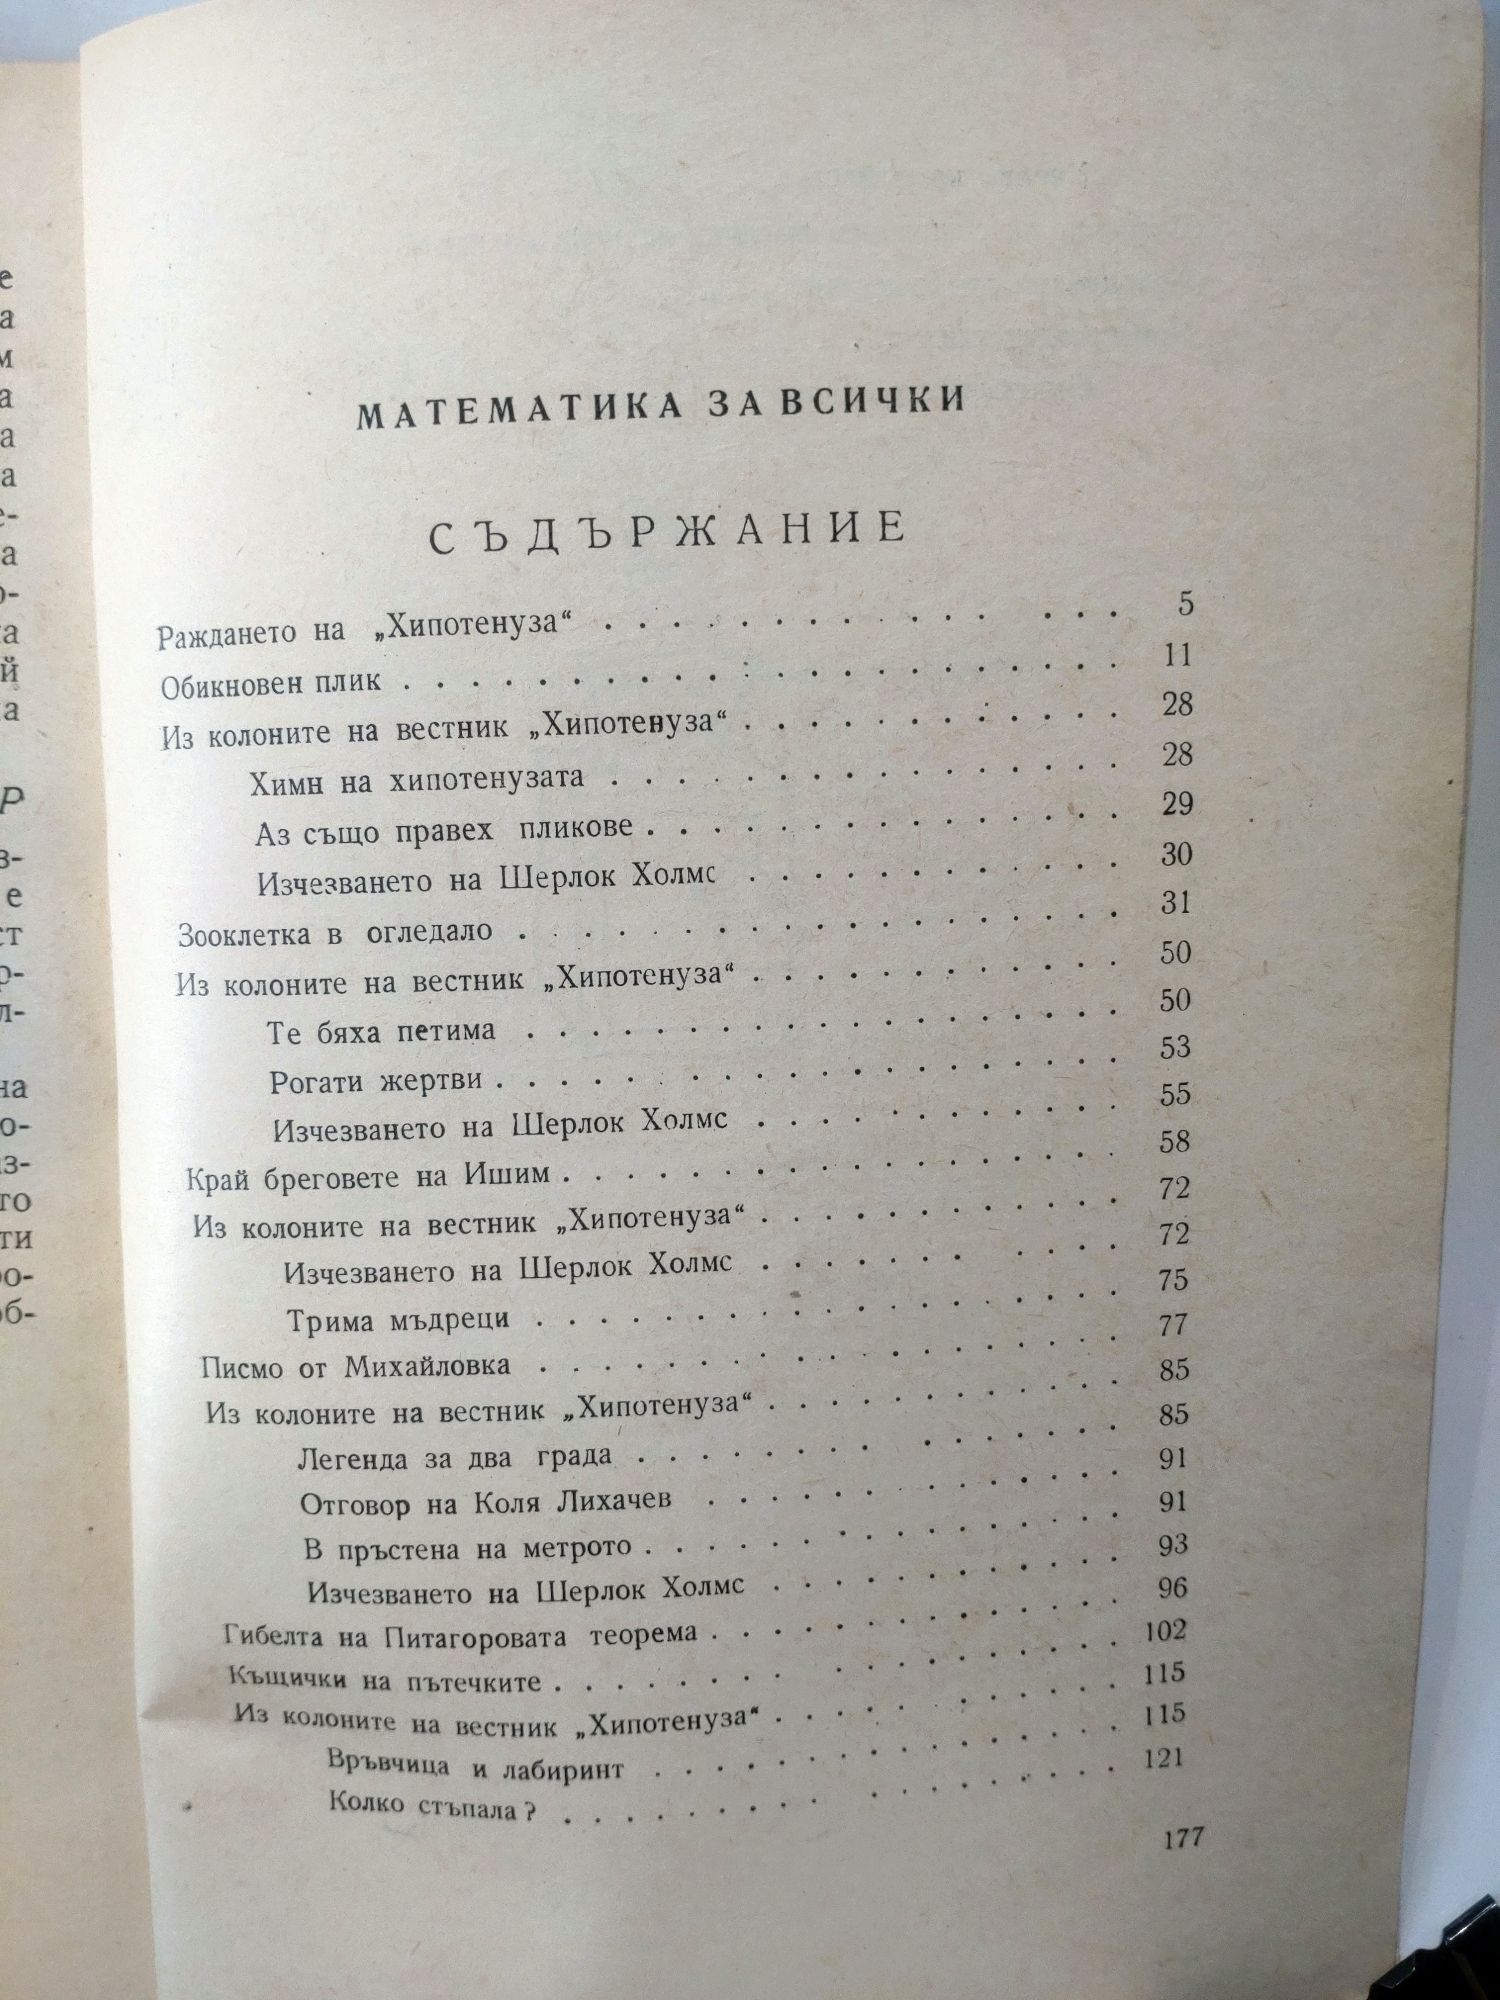 МАТЕМАТИКА ЗА ВСИЧКИ
СЪДЪРЖАНИЕ
Раждането на „Хипотенуза“ . . . . . . . . . . . . . . . 5
Обикновен плик . . . . . . . . . . . . . . . . . . . . . 11
Из колоните на вестник „Хипотенуза“ . . . . . . . . . . . 28
Химн на хипотенузата . . . . . . . . . . . . . . . 28
Аз също правех пликове . . . . . . . . . . . . . . 29
Изчезването на Шерлок Холмс . . . . . . . . . . . 30
Зооклетка в огледало . . . . . . . . . . . . . . . . . 31
Из колоните на вестник „Хипотенуза“ . . . . . . . . . . . 50
Те бяха петима . . . . . . . . . . . . . . . . . . 50
Рогати жертви . . . . . . . . . . . . . . . . . . 53
Изчезването на Шерлок Холмс . . . . . . . . . . . 55
Край бреговете на Ишим . . . . . . . . . . . . . . . . . 58
Из колоните на вестник „Хипотенуза“ . . . . . . . . . . . 72
Изчезването на Шерлок Холмс . . . . . . . . . . . 72
Трима мъдреци . . . . . . . . . . . . . . . . . . 75
Писмо от Михайловка . . . . . . . . . . . . . . . . . . 77
Из колоните на вестник „Хипотенуза“ . . . . . . . . . . . 85
Легенда за два града . . . . . . . . . . . . . . . 85
Отговор на Коля Лихачев . . . . . . . . . . . . . 91
В пръстена на метрото . . . . . . . . . . . . . . . 91
Изчезването на Шерлок Холмс . . . . . . . . . . . 93
Гибелта на Питагоровата теорема . . . . . . . . . . . . 96
Къщички на пътечките . . . . . . . . . . . . . . . . . . 102
Из колоните на вестник „Хипотенуза“ . . . . . . . . . . . 115
Връвчица и лабиринт . . . . . . . . . . . . . . . 115
Колко стъпала? . . . . . . . . . . . . . . . . . . 121
177